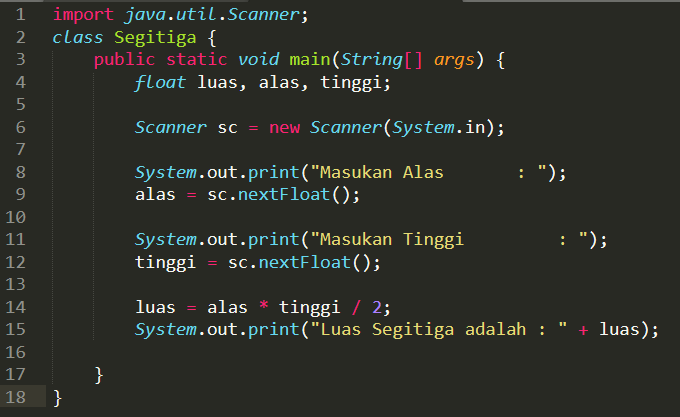 1 import java.util.Scanner;
2 class Segitiga {
3     public static void main(String[] args) {
4         float luas, alas, tinggi;
5
6         Scanner sc = new Scanner(System.in);
7
8         System.out.print("Masukan Alas       : ");
9         alas = sc.nextFloat();
10
11         System.out.print("Masukan Tinggi         : ");
12         tinggi = sc.nextFloat();
13
14         luas = alas * tinggi / 2;
15         System.out.print("Luas Segitiga adalah : " + luas);
16
17     }
18 }